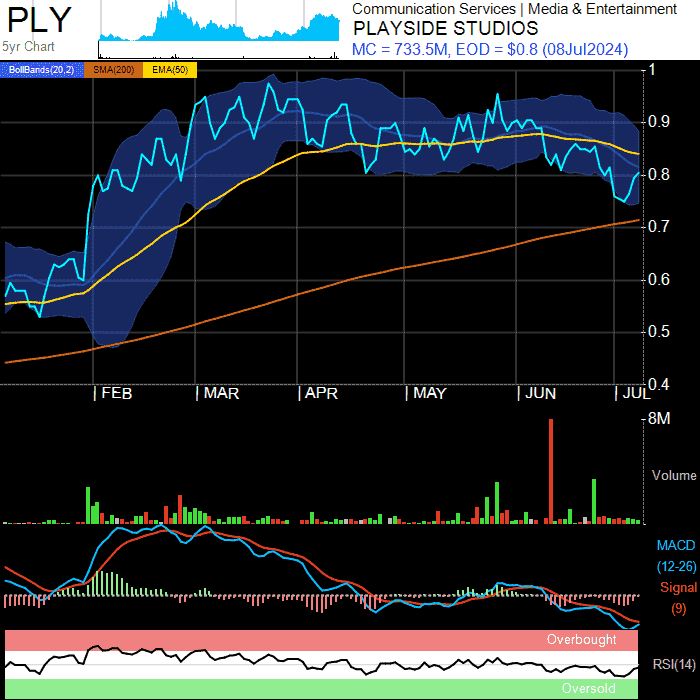 PLY
5yr Chart
Communication Services | Media & Entertainment
PLAYSIDE STUDIOS
MC = 733.5M, EOD = $0.8 (08Jul2024)
BollBands(20,2) SMA(200) EMA(50)
1
0.9
0.8
0.7
0.6
0.5
0.4
| FEB | MAR | APR | MAY | JUN | JUL
8M
Volume
MACD
(12-26)
Signal
(9)
Overbought
RSI(14)
Oversold